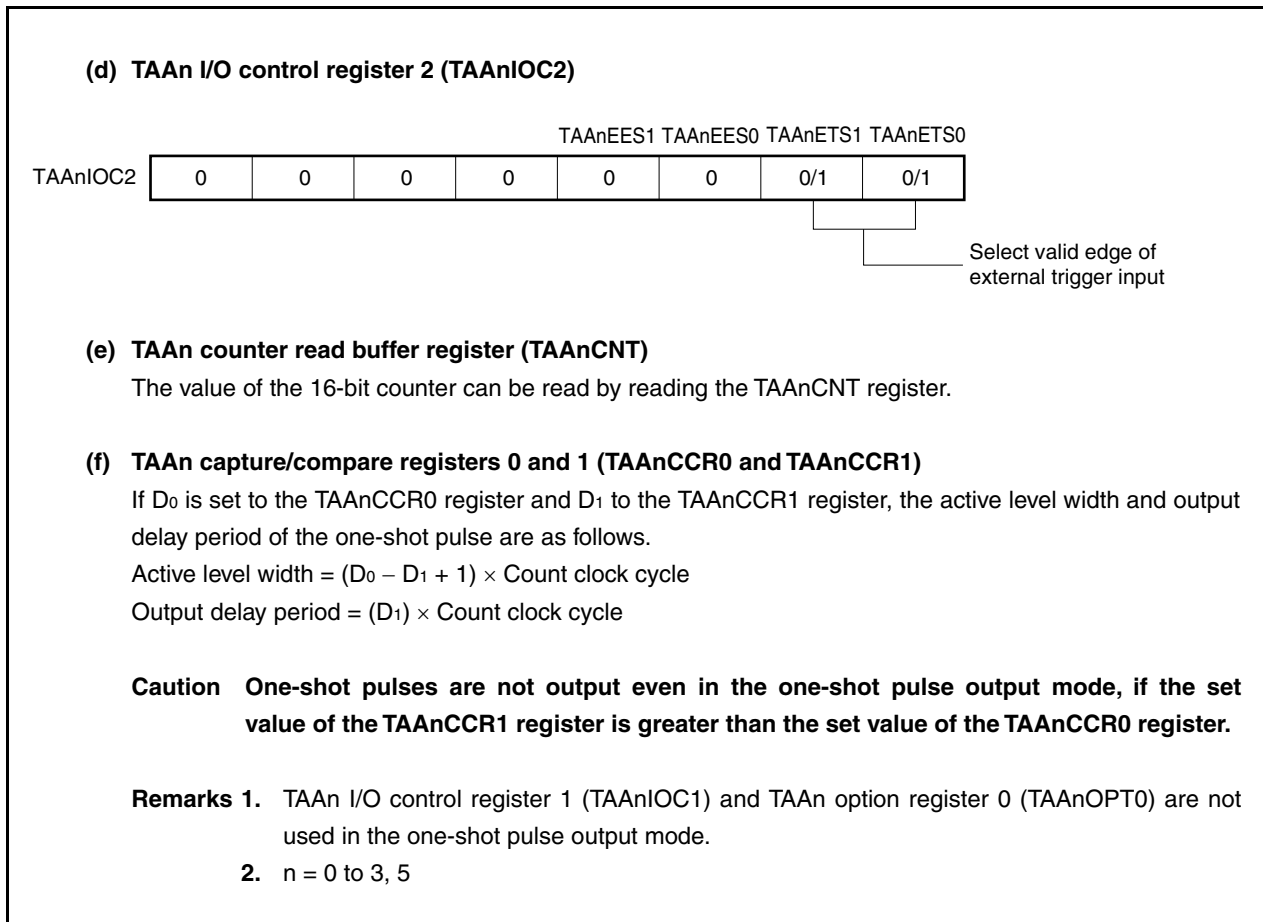 (d) TAAn I/O control register 2 (TAAnIOC2)
TAAnEES1 TAAnEES0 TAAnETS1 TAAnETS0
TAAnIOC2 0 0 0 0 0 0 0/1 0/1
Select valid edge of
external trigger input
(e) TAAn counter read buffer register (TAAnCNT)
The value of the 16-bit counter can be read by reading the TAAnCNT register.
(f) TAAn capture/compare registers 0 and 1 (TAAnCCR0 and TAAnCCR1)
If D0 is set to the TAAnCCR0 register and D1 to the TAAnCCR1 register, the active level width and output
delay period of the one-shot pulse are as follows.
Active level width = (D0 − D1 + 1) × Count clock cycle
Output delay period = (D1) × Count clock cycle
Caution One-shot pulses are not output even in the one-shot pulse output mode, if the set
value of the TAAnCCR1 register is greater than the set value of the TAAnCCR0 register.
Remarks 1. TAAn I/O control register 1 (TAAnIOC1) and TAAn option register 0 (TAAnOPT0) are not
used in the one-shot pulse output mode.
2. n = 0 to 3, 5